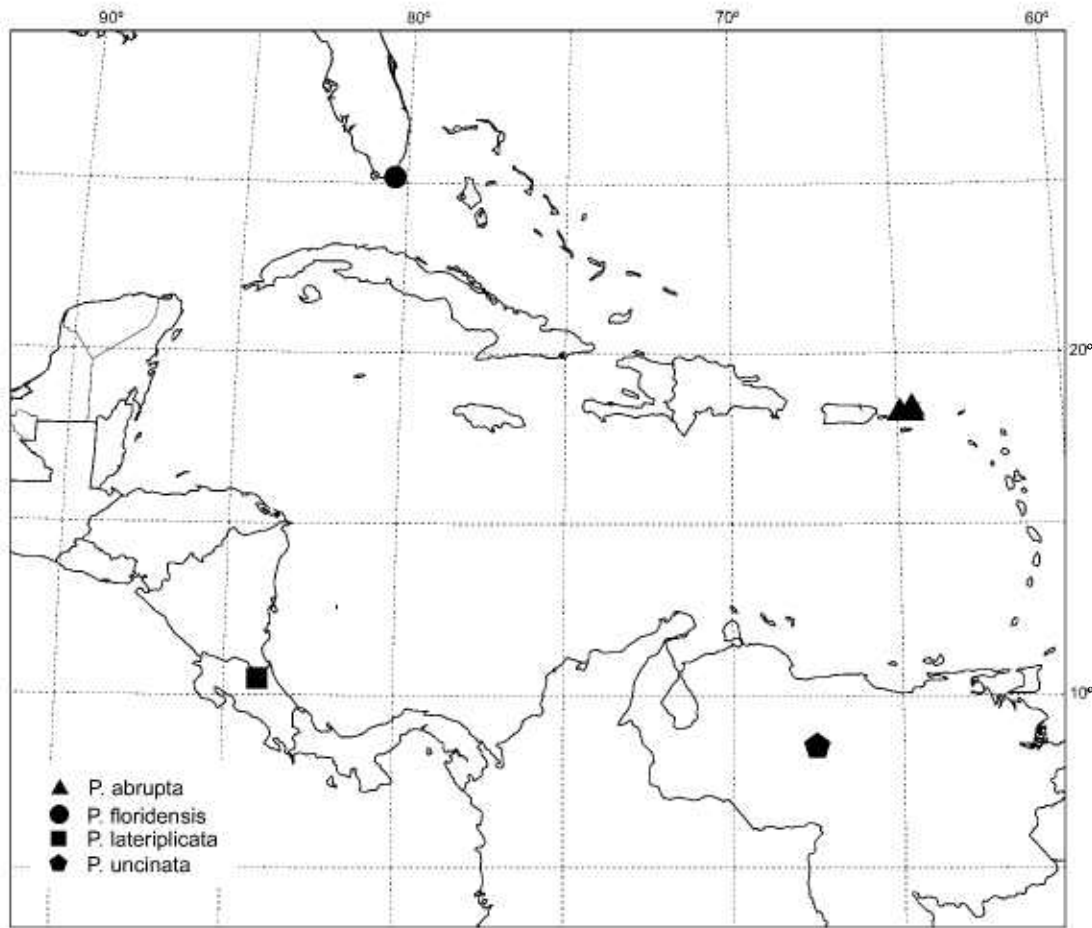 90° 80° 70° 60°
20°
10°
P. abrupta
P. floridensis
P. lateriplicata
P. uncinata